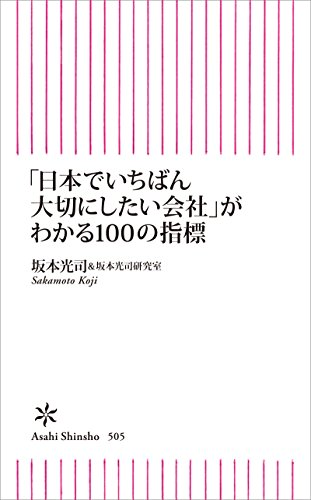 「日本でいちばん
大切にしたい会社」が
わかる100の指標
坂本光司&坂本光司研究室
Sakamoto Koji
Asahi Shinsho 505